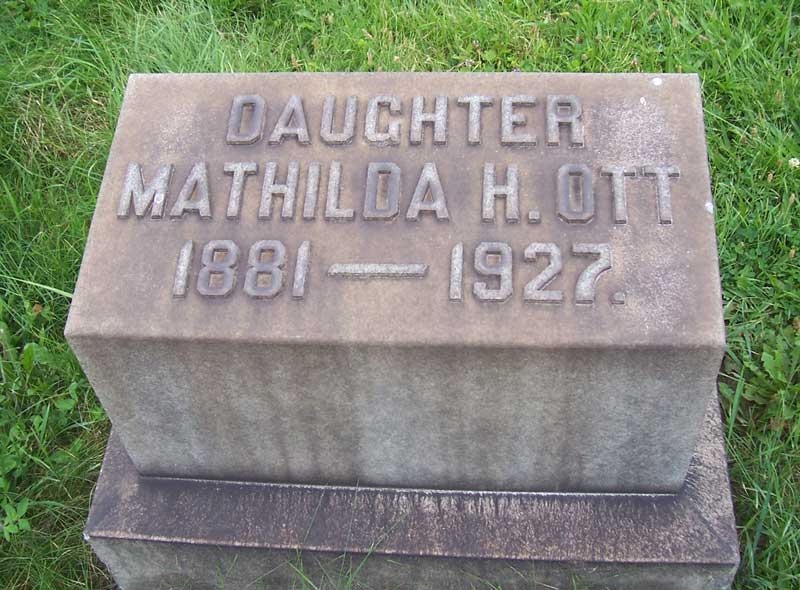 DAUGHTER
MATHILDA H. OTT
1881 — 1927.